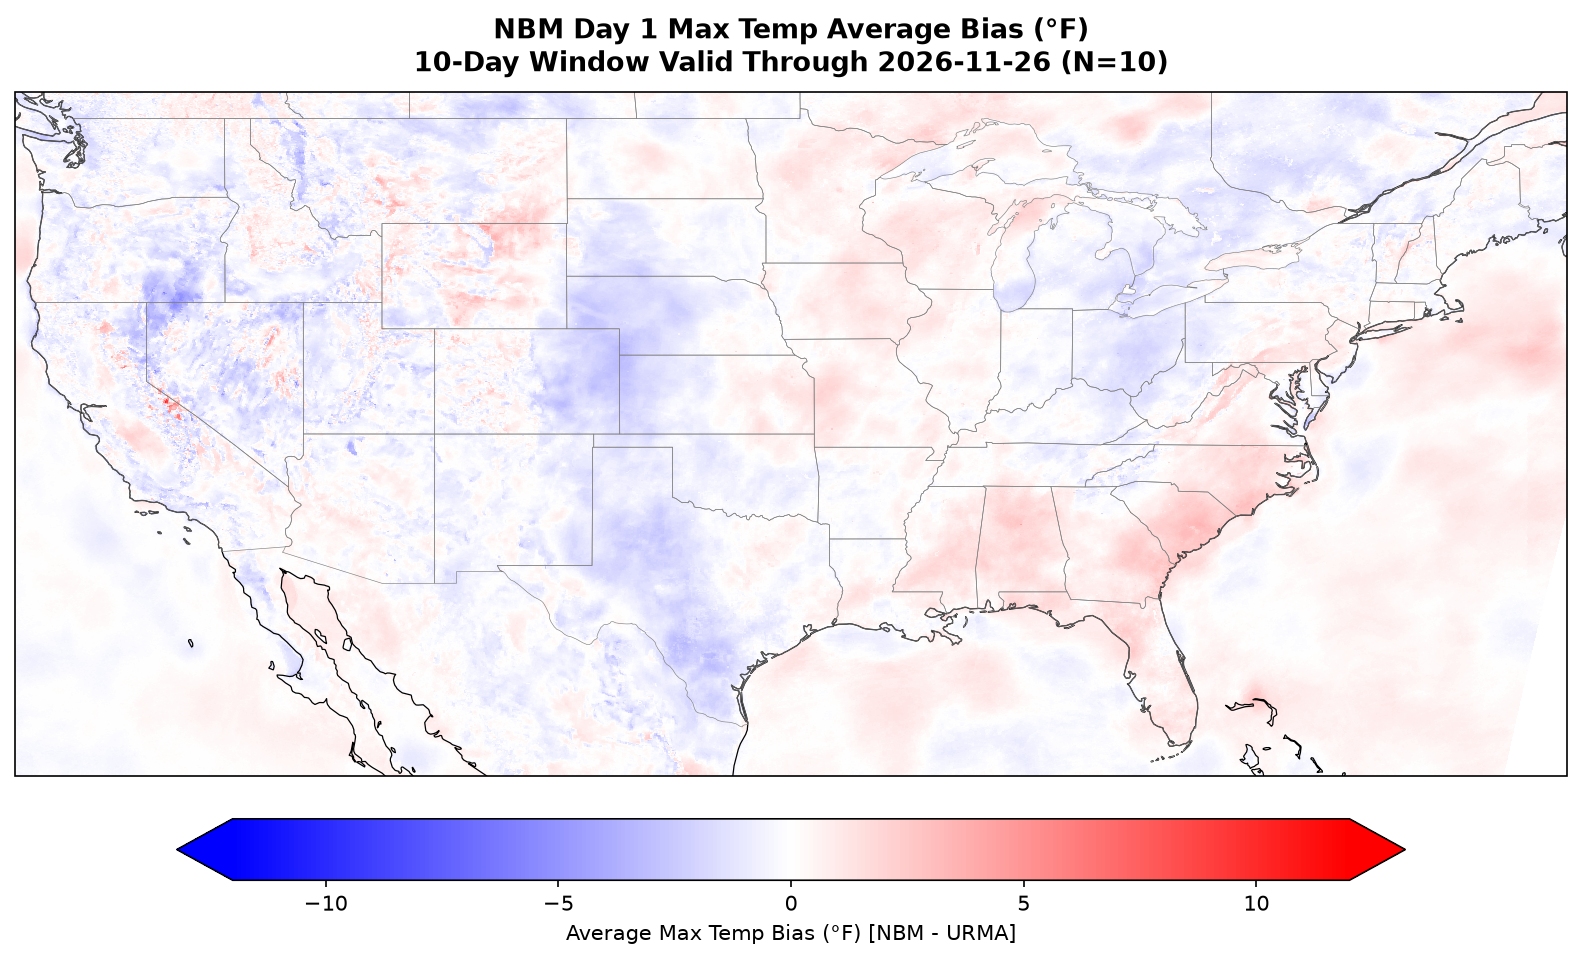 NBM Day 1 Max Temp Average Bias (°F)
10-Day Window Valid Through 2026-11-26 (N=10)
−10
−5
0
5
10
Average Max Temp Bias (°F) [NBM - URMA]